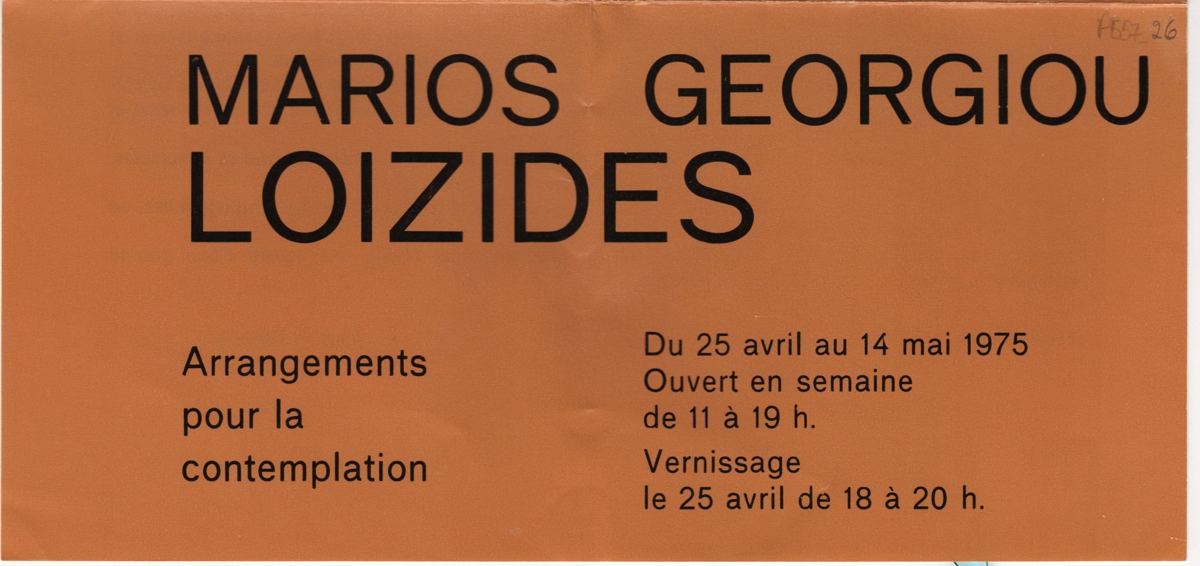 MARIOS GEORGIOU
LOIZIDES
Arrangements
pour la
contemplation
Du 25 avril au 14 mai 1975
Ouvert en semaine
de 11 à 19 h.
Vernissage
le 25 avril de 18 à 20 h.